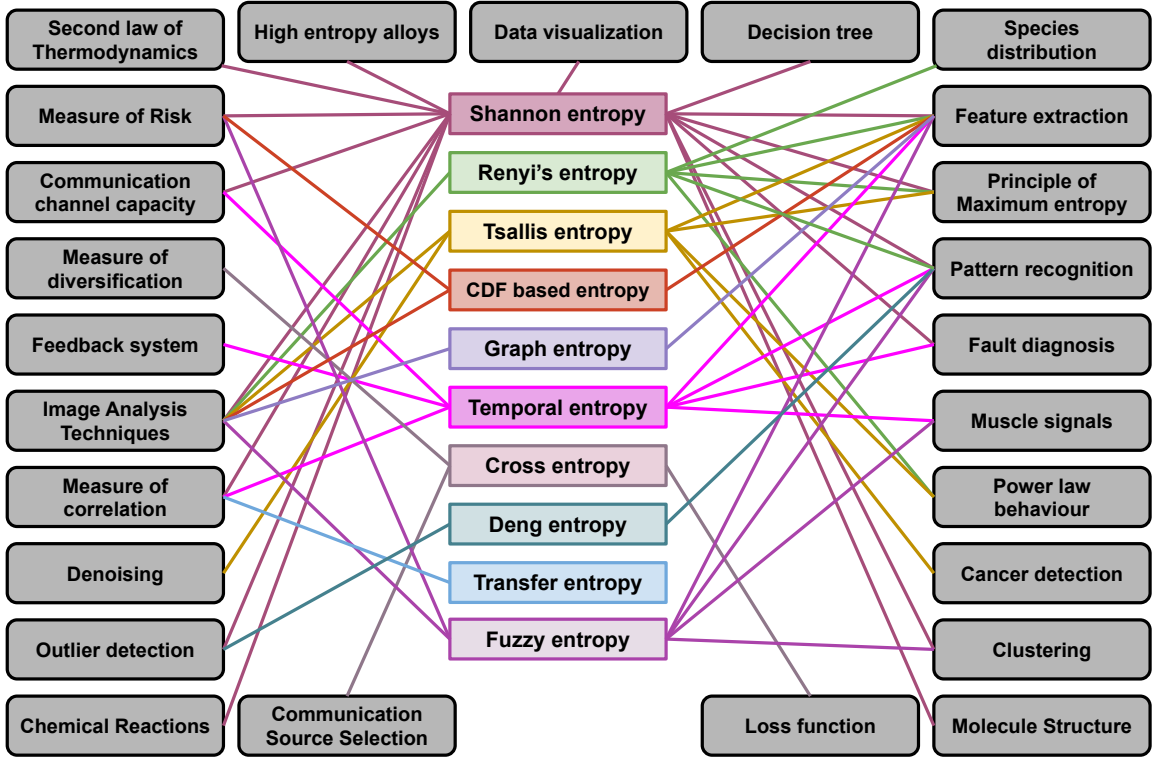 Second law of
Thermodynamics
High entropy alloys
Data visualization
Decision tree
Species
distribution
Measure of Risk
Communication
channel capacity
Measure of
diversification
Feedback system
Image Analysis
Techniques
Measure of
correlation
Denoising
Outlier detection
Chemical Reactions
Shannon entropy
Renyi's entropy
Tsallis entropy
CDF based entropy
Graph entropy
Temporal entropy
Cross entropy
Deng entropy
Transfer entropy
Fuzzy entropy
Feature extraction
Principle of
Maximum entropy
Pattern recognition
Fault diagnosis
Muscle signals
Power law
behaviour
Cancer detection
Clustering
Molecule Structure
Communication
Source Selection
Loss function